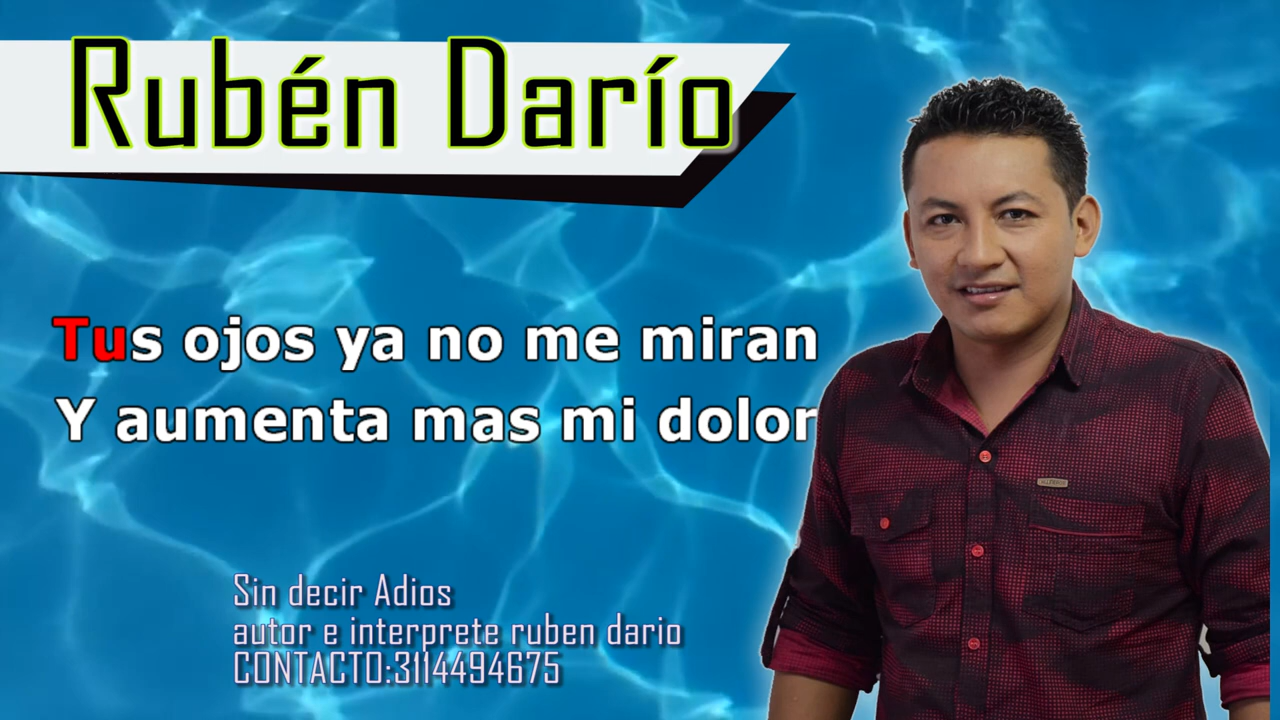 Rubén Darío
Tus ojos ya no me miran
Y aumenta mas mi dolor
Sin decir Adios
autor e interprete ruben dario
CONTACTO:3114494675